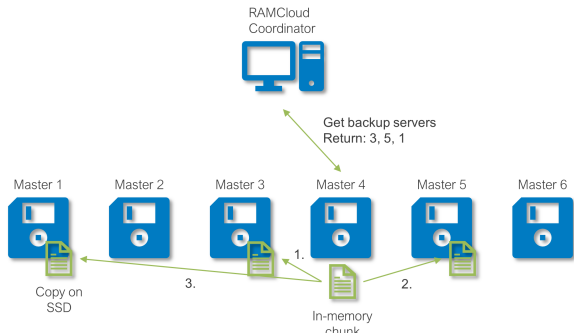 RAMCloud
Coordinator
Get backup servers
Return: 3, 5, 1
Master 1
Master 2
Master 3
Master 4
Master 5
Master 6
1.
3.
2.
Copy on
SSD
In-memory
chunk